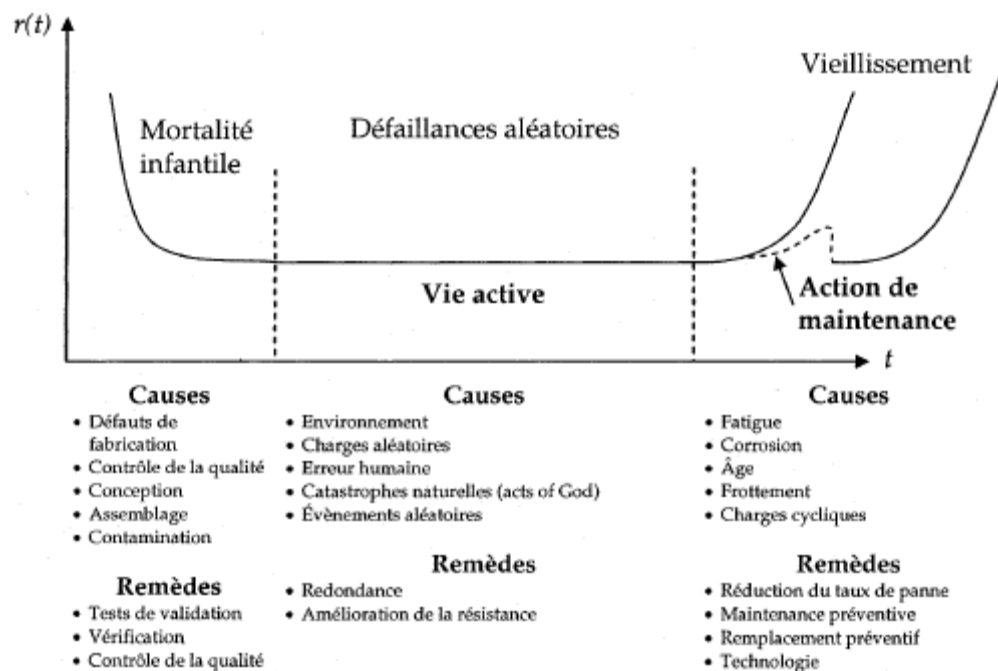 r(t)
Vieillissement
Mortalité
infantile
Défaillances aléatoires
Vie active
Action de
maintenance
t
Causes
• Défauts de
fabrication
• Contrôle de la qualité
• Conception
• Assemblage
• Contamination
Remèdes
• Tests de validation
• Vérification
• Contrôle de la qualité
Causes
• Environnement
• Charges aléatoires
• Erreur humaine
• Catastrophes naturelles (acts of God)
• Évènements aléatoires
Remèdes
• Redondance
• Amélioration de la résistance
Causes
• Fatigue
• Corrosion
• Âge
• Frottement
• Charges cycliques
Remèdes
• Réduction du taux de panne
• Maintenance préventive
• Remplacement préventif
• Technologie